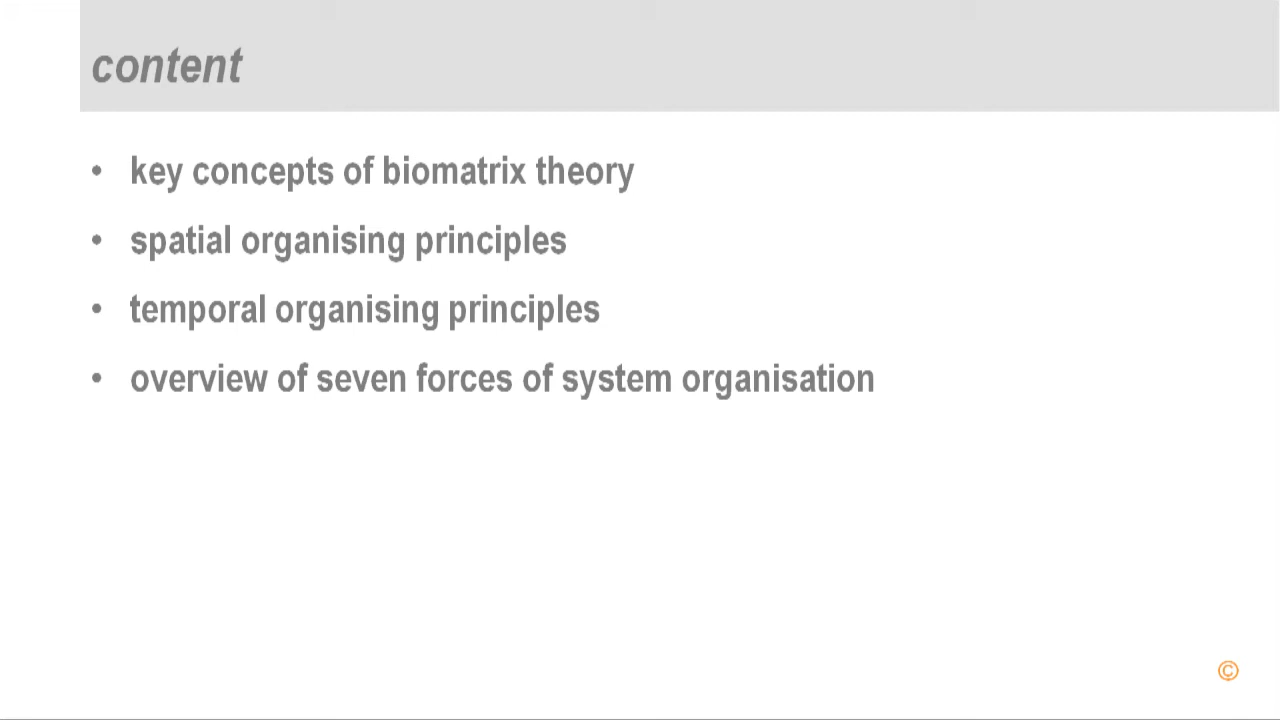 content
• key concepts of biomatrix theory
• spatial organising principles
• temporal organising principles
• overview of seven forces of system organisation
©